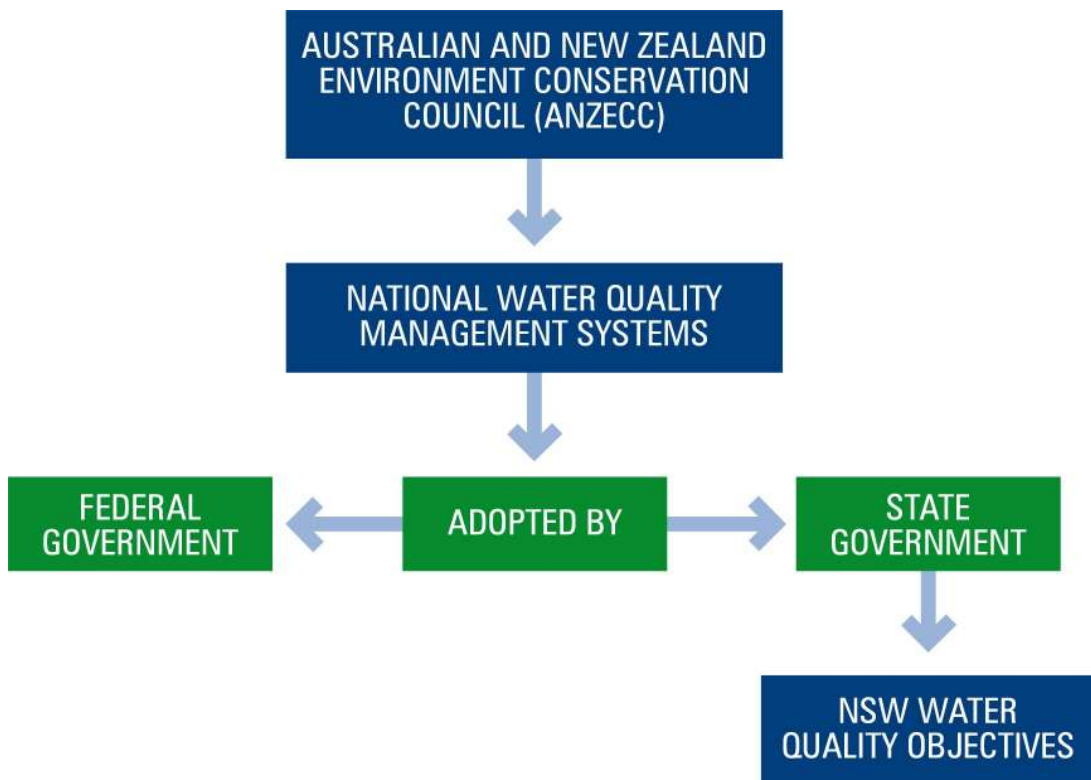 AUSTRALIAN AND NEW ZEALAND
ENVIRONMENT CONSERVATION
COUNCIL (ANZECC)
NATIONAL WATER QUALITY
MANAGEMENT SYSTEMS
FEDERAL
GOVERNMENT
ADOPTED BY
STATE
GOVERNMENT
NSW WATER
QUALITY OBJECTIVES